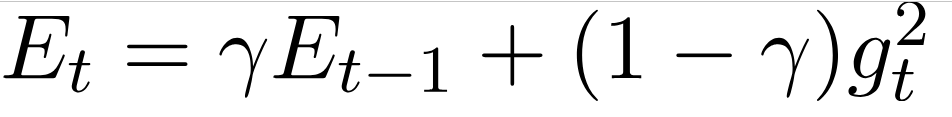 E_t = γE_{t−1} + (1 − γ)g_t^2